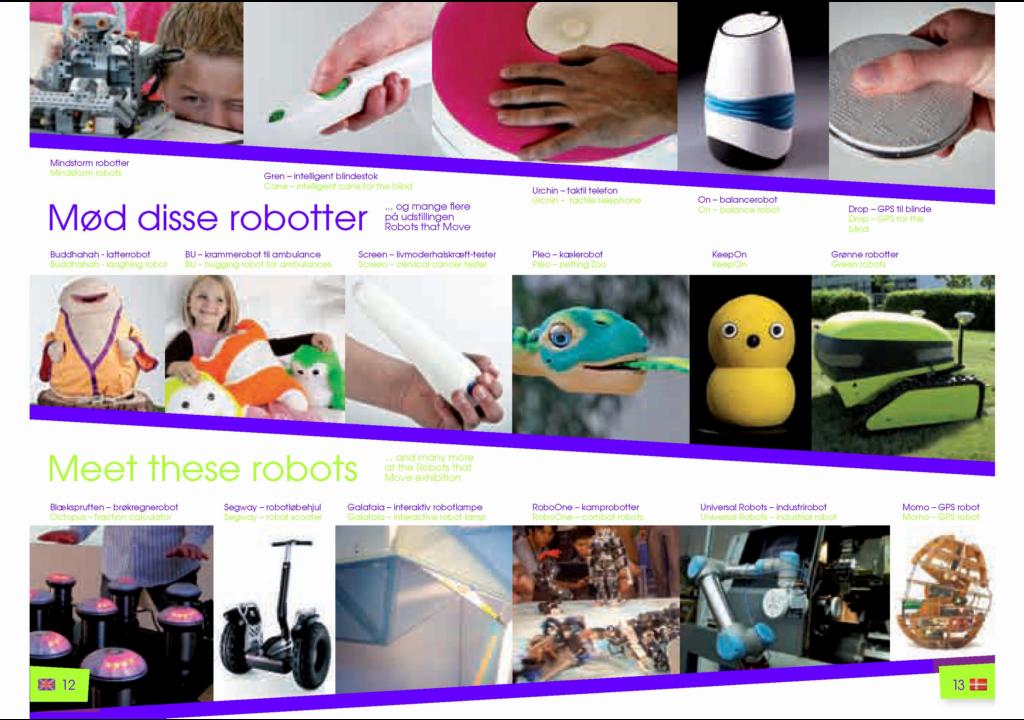 Mindstorm robotter
Mindstorm robots
Gren – intelligent blindestok
Cane – intelligent cane for the blind
Urchin – taktil telefon
Urchin – tactile telephone
On – balancerobot
On – balance robot
Drop – GPS til blinde
Drop – GPS for the
blind
Mød disse robotter
... og mange flere
på udstillingen
Robots that Move
Buddhahah - latterrobot
Buddhahah - laughing robot
BU – krammerobot til ambulance
BU – hugging robot for ambulances
Screen – livmoderhalskræft-tester
Screen – cervical cancer tester
Pleo – kælerobot
Pleo – petting Zoo
KeepOn
KeepOn
Grønne robotter
Green robots
Meet these robots
... and many more
at the Robots that
Move exhibition
Blæksprutten – brøkregnerobot
Octopus – fraction calculator
Segway – robotløbehjul
Segway – robot scooter
Galataia – interaktiv robotlampe
Galataia – interactive robot lamp
RoboOne – kamprobotter
RoboOne – combat robots
Universal Robots – industrirobot
Universal Robots – industrial robot
Momo – GPS robot
Momo – GPS robot
12
13